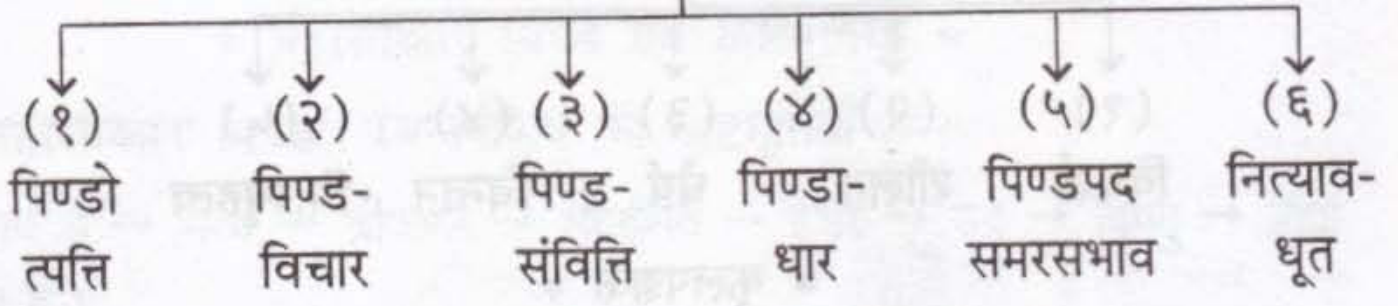 (१) (२) (३) (४) (५) (६)
पिण्डो पिण्ड- पिण्ड- पिण्डा- पिण्डपद नित्याव-
त्पत्ति विचार संवित्ति धार समरसभाव धूत